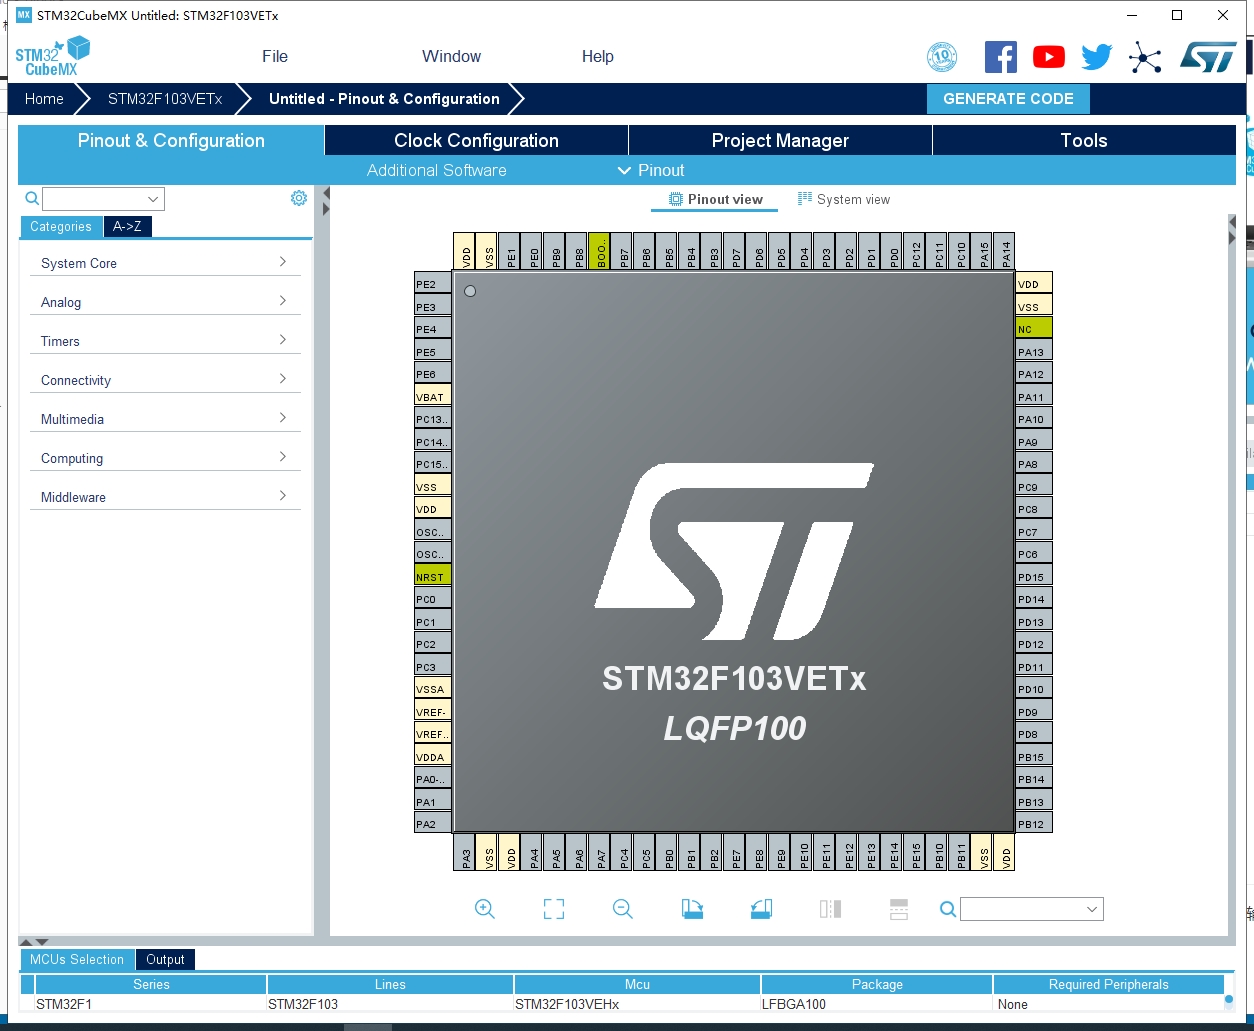 MX STM32CubeMX Untitled: STM32F103VETx
STM32 CubeMX
File Window Help
10
Home STM32F103VETx Untitled - Pinout & Configuration GENERATE CODE
Pinout & Configuration Clock Configuration Project Manager Tools
Additional Software Pinout
Pinout view System view
Categories A->Z
System Core
Analog
Timers
Connectivity
Multimedia
Computing
Middleware
VDD VSS PE1 PE0 PB9 PB8 BOO.. PB7 PB6 PB5 PB4 PB3 PD7 PD6 PD5 PD4 PD3 PD2 PD1 PD0 PC12 PC11 PC10 PA15 PA14
PE2
PE3
PE4
PE5
PE6
VBAT
PC13..
PC14..
PC15..
VSS
VDD
OSC..
OSC..
NRST
PC0
PC1
PC2
PC3
VSSA
VREF-
VREF..
VDDA
PA0-..
PA1
PA2
ST
STM32F103VETx
LQFP100
VDD
VSS
NC
PA13
PA12
PA11
PA10
PA9
PA8
PC9
PC8
PC7
PC6
PD15
PD14
PD13
PD12
PD11
PD10
PD9
PD8
PB15
PB14
PB13
PB12
PA3 VSS VDD PA4 PA5 PA6 PA7 PC4 PC5 PB0 PB1 PB2 PE7 PE8 PE9 PE10 PE11 PE12 PE13 PE14 PE15 PB10 PB11 VSS VDD
MCUs Selection Output
Series Lines Mcu Package Required Peripherals
STM32F1 STM32F103 STM32F103VEHx LFBGA100 None